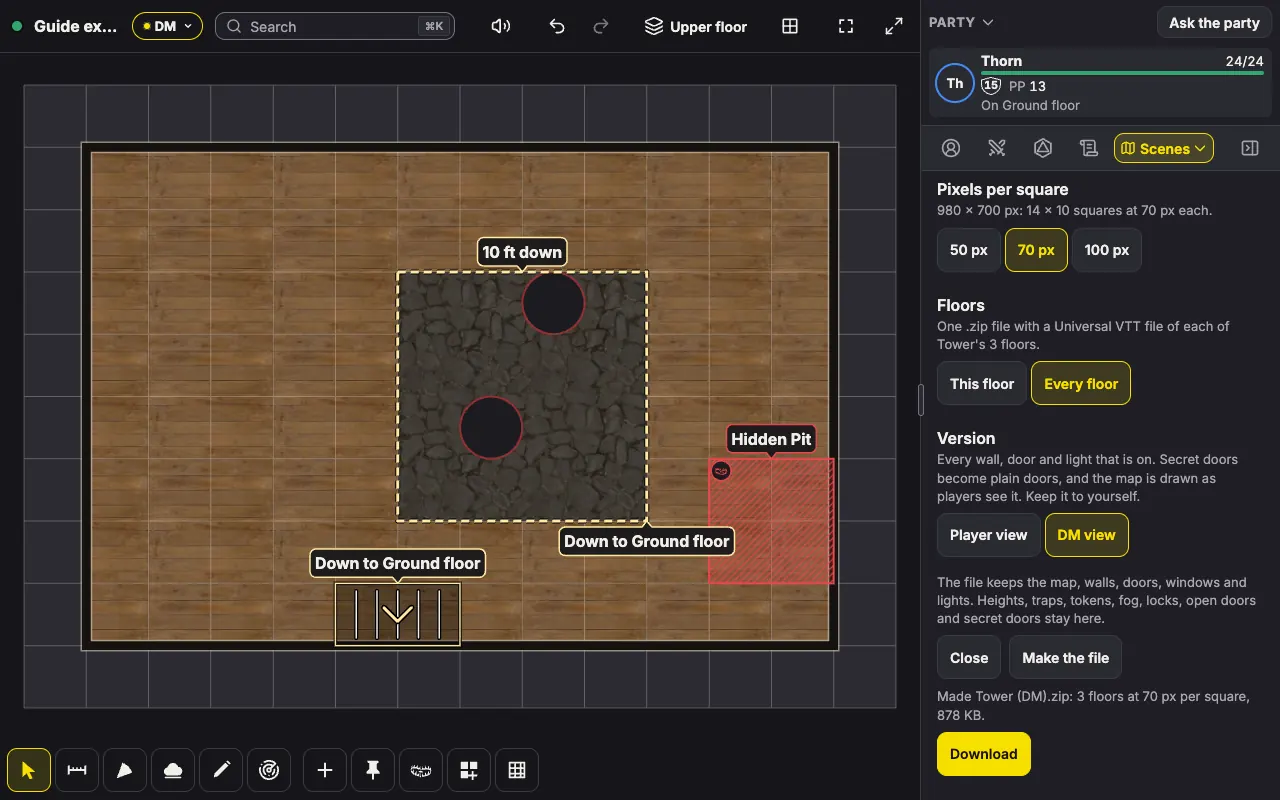 Guide ex...
DM
Search
⌘K
Upper floor
PARTY
Ask the party
Th
Thorn
24/24
15
PP 13
On Ground floor
Scenes
10 ft down
Hidden Pit
Down to Ground floor
Down to Ground floor
Pixels per square
980 × 700 px: 14 × 10 squares at 70 px each.
50 px
70 px
100 px
Floors
One .zip file with a Universal VTT file of each of
Tower's 3 floors.
This floor
Every floor
Version
Every wall, door and light that is on. Secret doors
become plain doors, and the map is drawn as
players see it. Keep it to yourself.
Player view
DM view
The file keeps the map, walls, doors, windows and
lights. Heights, traps, tokens, fog, locks, open doors
and secret doors stay here.
Close
Make the file
Made Tower (DM).zip: 3 floors at 70 px per square,
878 KB.
Download